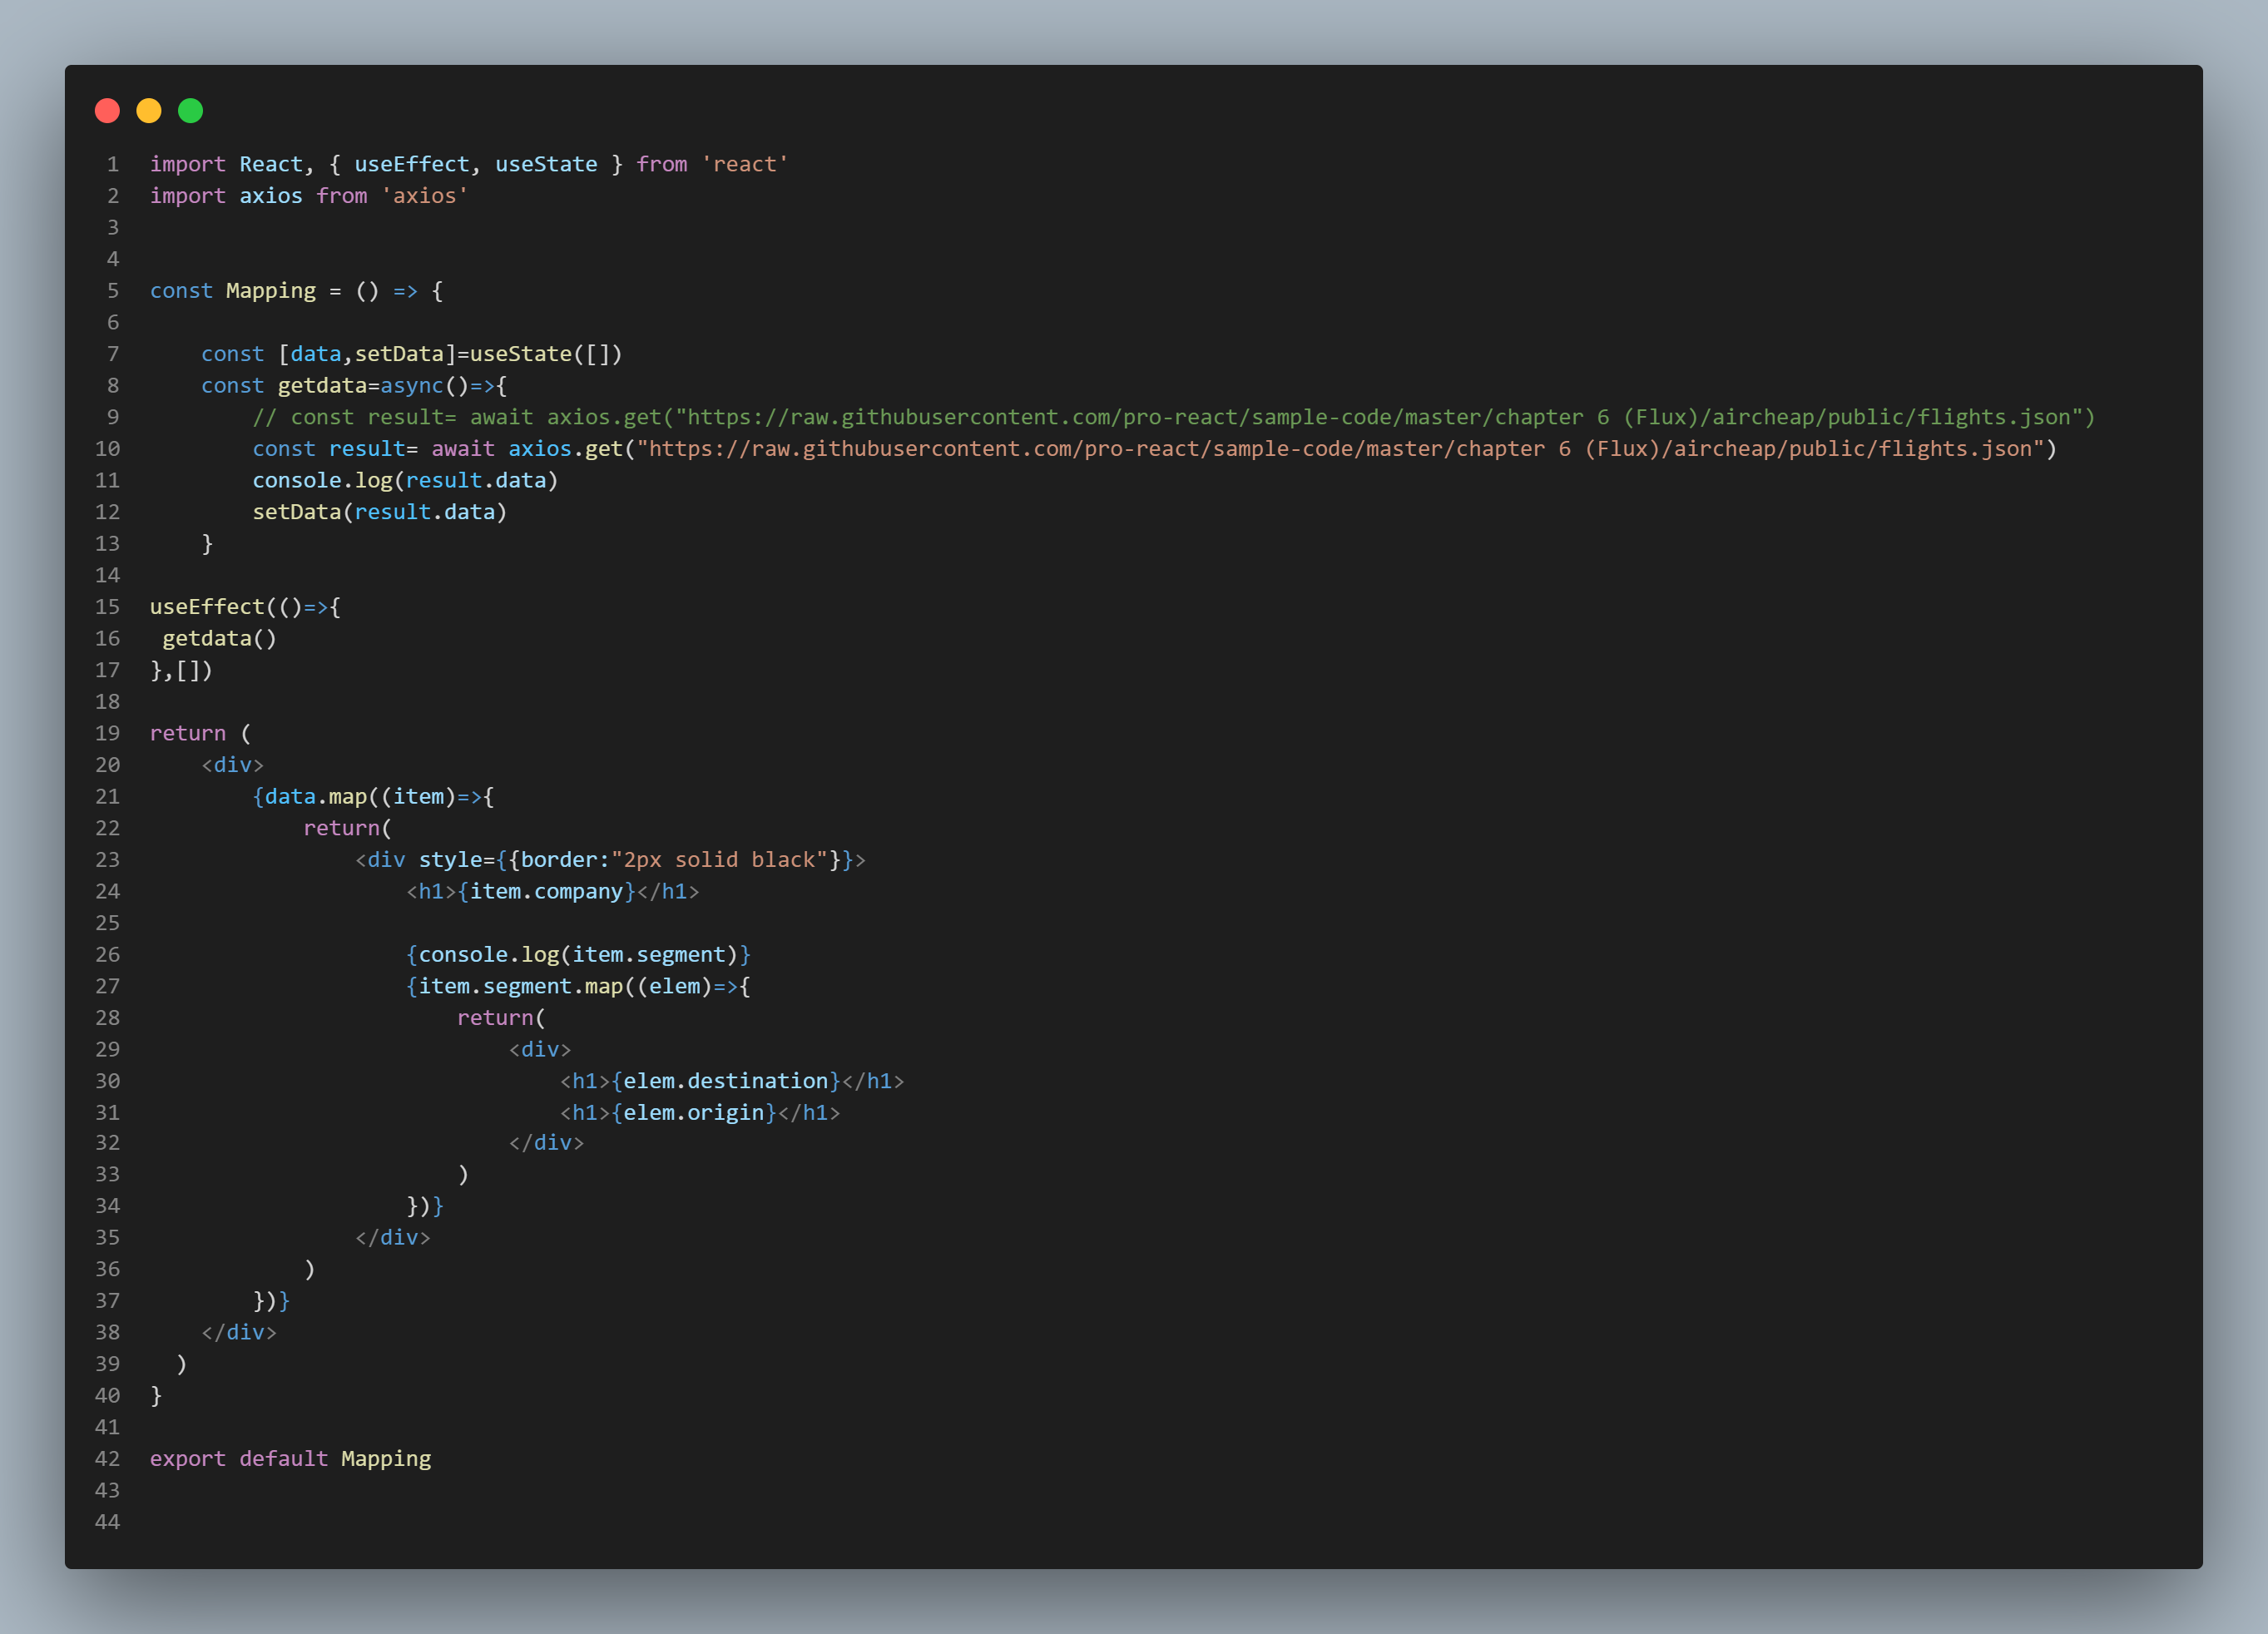 1 import React, { useEffect, useState } from 'react'
2 import axios from 'axios'
3
4
5 const Mapping = () => {
6
7     const [data,setData]=useState([])
8     const getdata=async()=>{
9         // const result= await axios.get("https://raw.githubusercontent.com/pro-react/sample-code/master/chapter 6 (Flux)/aircheap/public/flights.json")
10         const result= await axios.get("https://raw.githubusercontent.com/pro-react/sample-code/master/chapter 6 (Flux)/aircheap/public/flights.json")
11         console.log(result.data)
12         setData(result.data)
13     }
14
15 useEffect(()=>{
16  getdata()
17 },[])
18
19 return (
20     <div>
21         {data.map((item)=>{
22             return(
23                 <div style={{border:"2px solid black"}}>
24                     <h1>{item.company}</h1>
25
26                     {console.log(item.segment)}
27                     {item.segment.map((elem)=>{
28                         return(
29                             <div>
30                                 <h1>{elem.destination}</h1>
31                                 <h1>{elem.origin}</h1>
32                             </div>
33                         )
34                     })}
35                 </div>
36             )
37         })}
38     </div>
39   )
40 }
41
42 export default Mapping
43
44